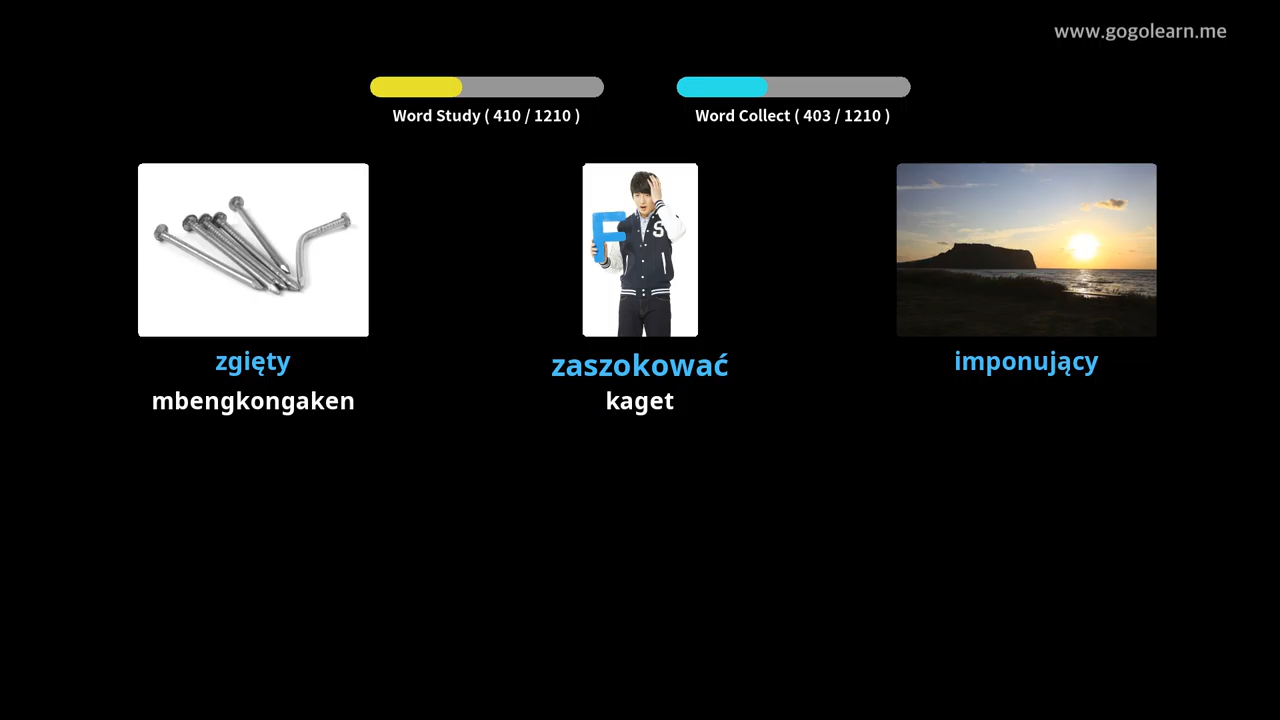 www.gogolearn.me
Word Study ( 410 / 1210 )
Word Collect ( 403 / 1210 )
F
S
zgięty
zaszokować
imponujący
mbengkongaken
kaget